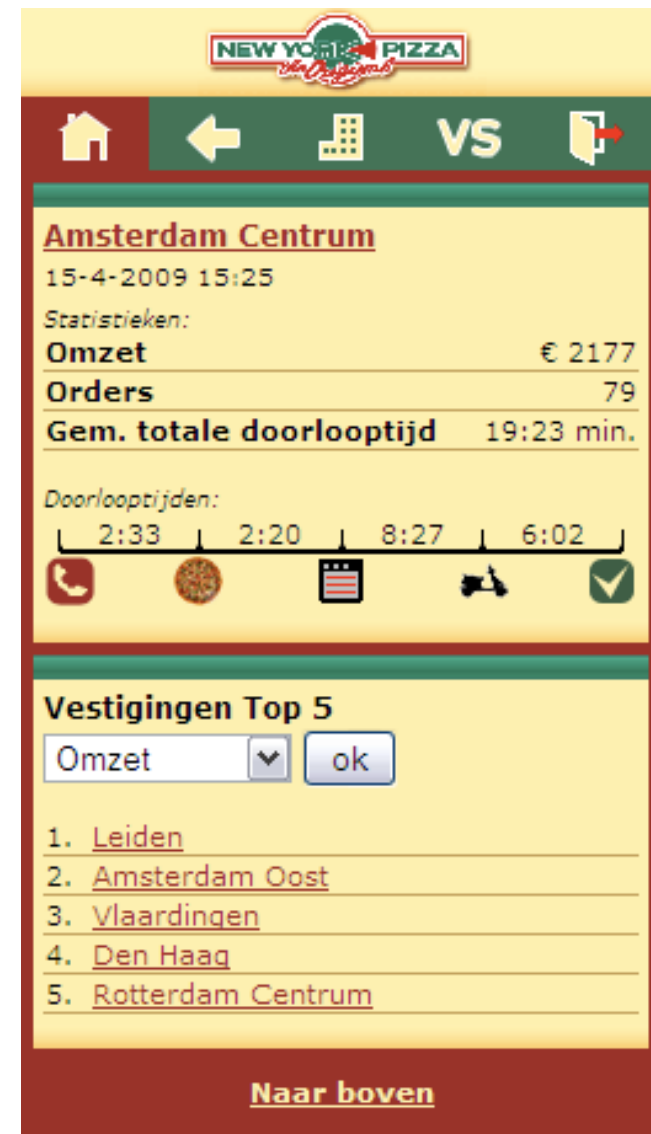 NEW YORK PIZZA
the Original
VS
Amsterdam Centrum
15-4-2009 15:25
Statistieken:
Omzet € 2177
Orders 79
Gem. totale doorlooptijd 19:23 min.
Doorlooptijden:
2:33 2:20 8:27 6:02
Vestigingen Top 5
Omzet ok
1. Leiden
2. Amsterdam Oost
3. Vlaardingen
4. Den Haag
5. Rotterdam Centrum
Naar boven